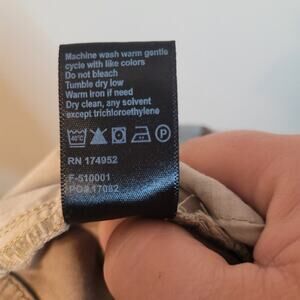 Machine wash warm gentle
cycle with like colors
Do not bleach
Tumble dry low
Warm Iron if need
Dry clean, any solvent
except trichloroethylene
40°C
P
RN 174952
F-510001
PO#:17082